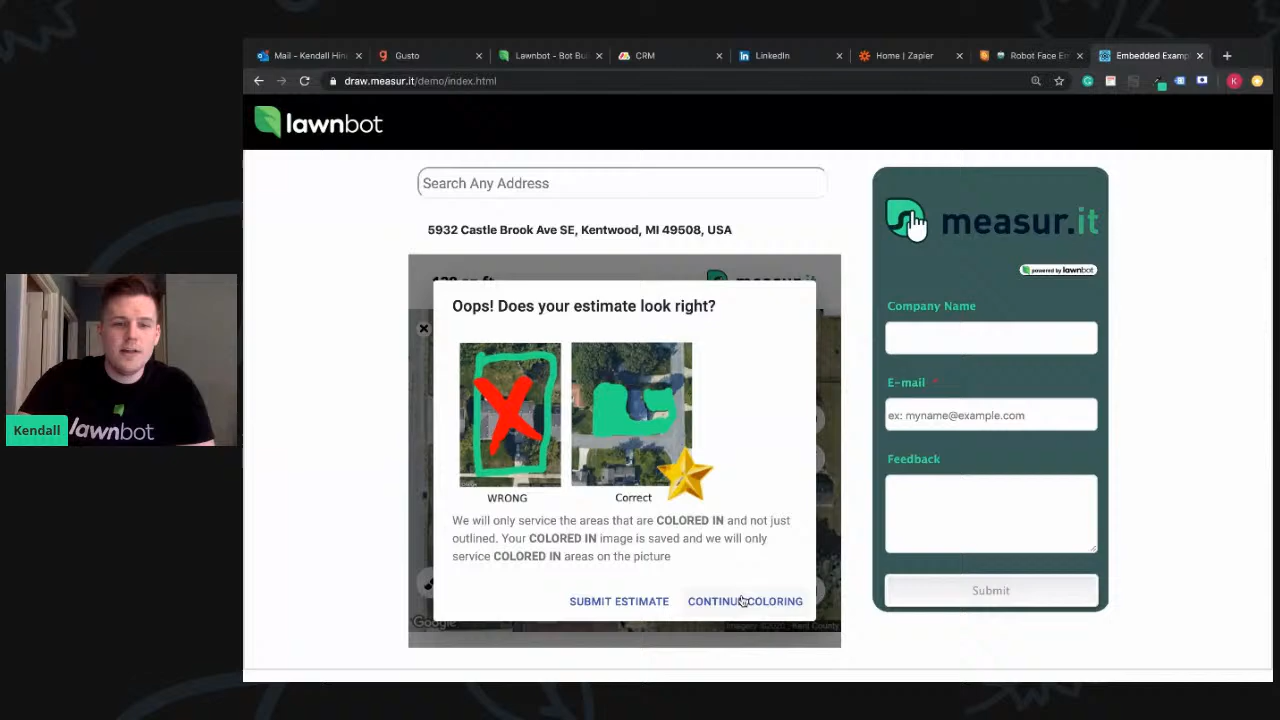 Mail - Kendall Hin
Gusto
Lawnbot - Bot Bui
CRM
LinkedIn
Home | Zapier
Robot Face Em
Embedded Examp
draw.measur.it/demo/index.html
K
lawnbot
Search Any Address
5932 Castle Brook Ave SE, Kentwood, MI 49508, USA
measur.it
powered by lawnbot
Oops! Does your estimate look right?
WRONG
Correct
We will only service the areas that are COLORED IN and not just
outlined. Your COLORED IN image is saved and we will only
service COLORED IN areas on the picture
SUBMIT ESTIMATE
CONTINUE COLORING
Google
Company Name
E-mail *
ex: myname@example.com
Feedback
Submit
Kendall
lawnbot